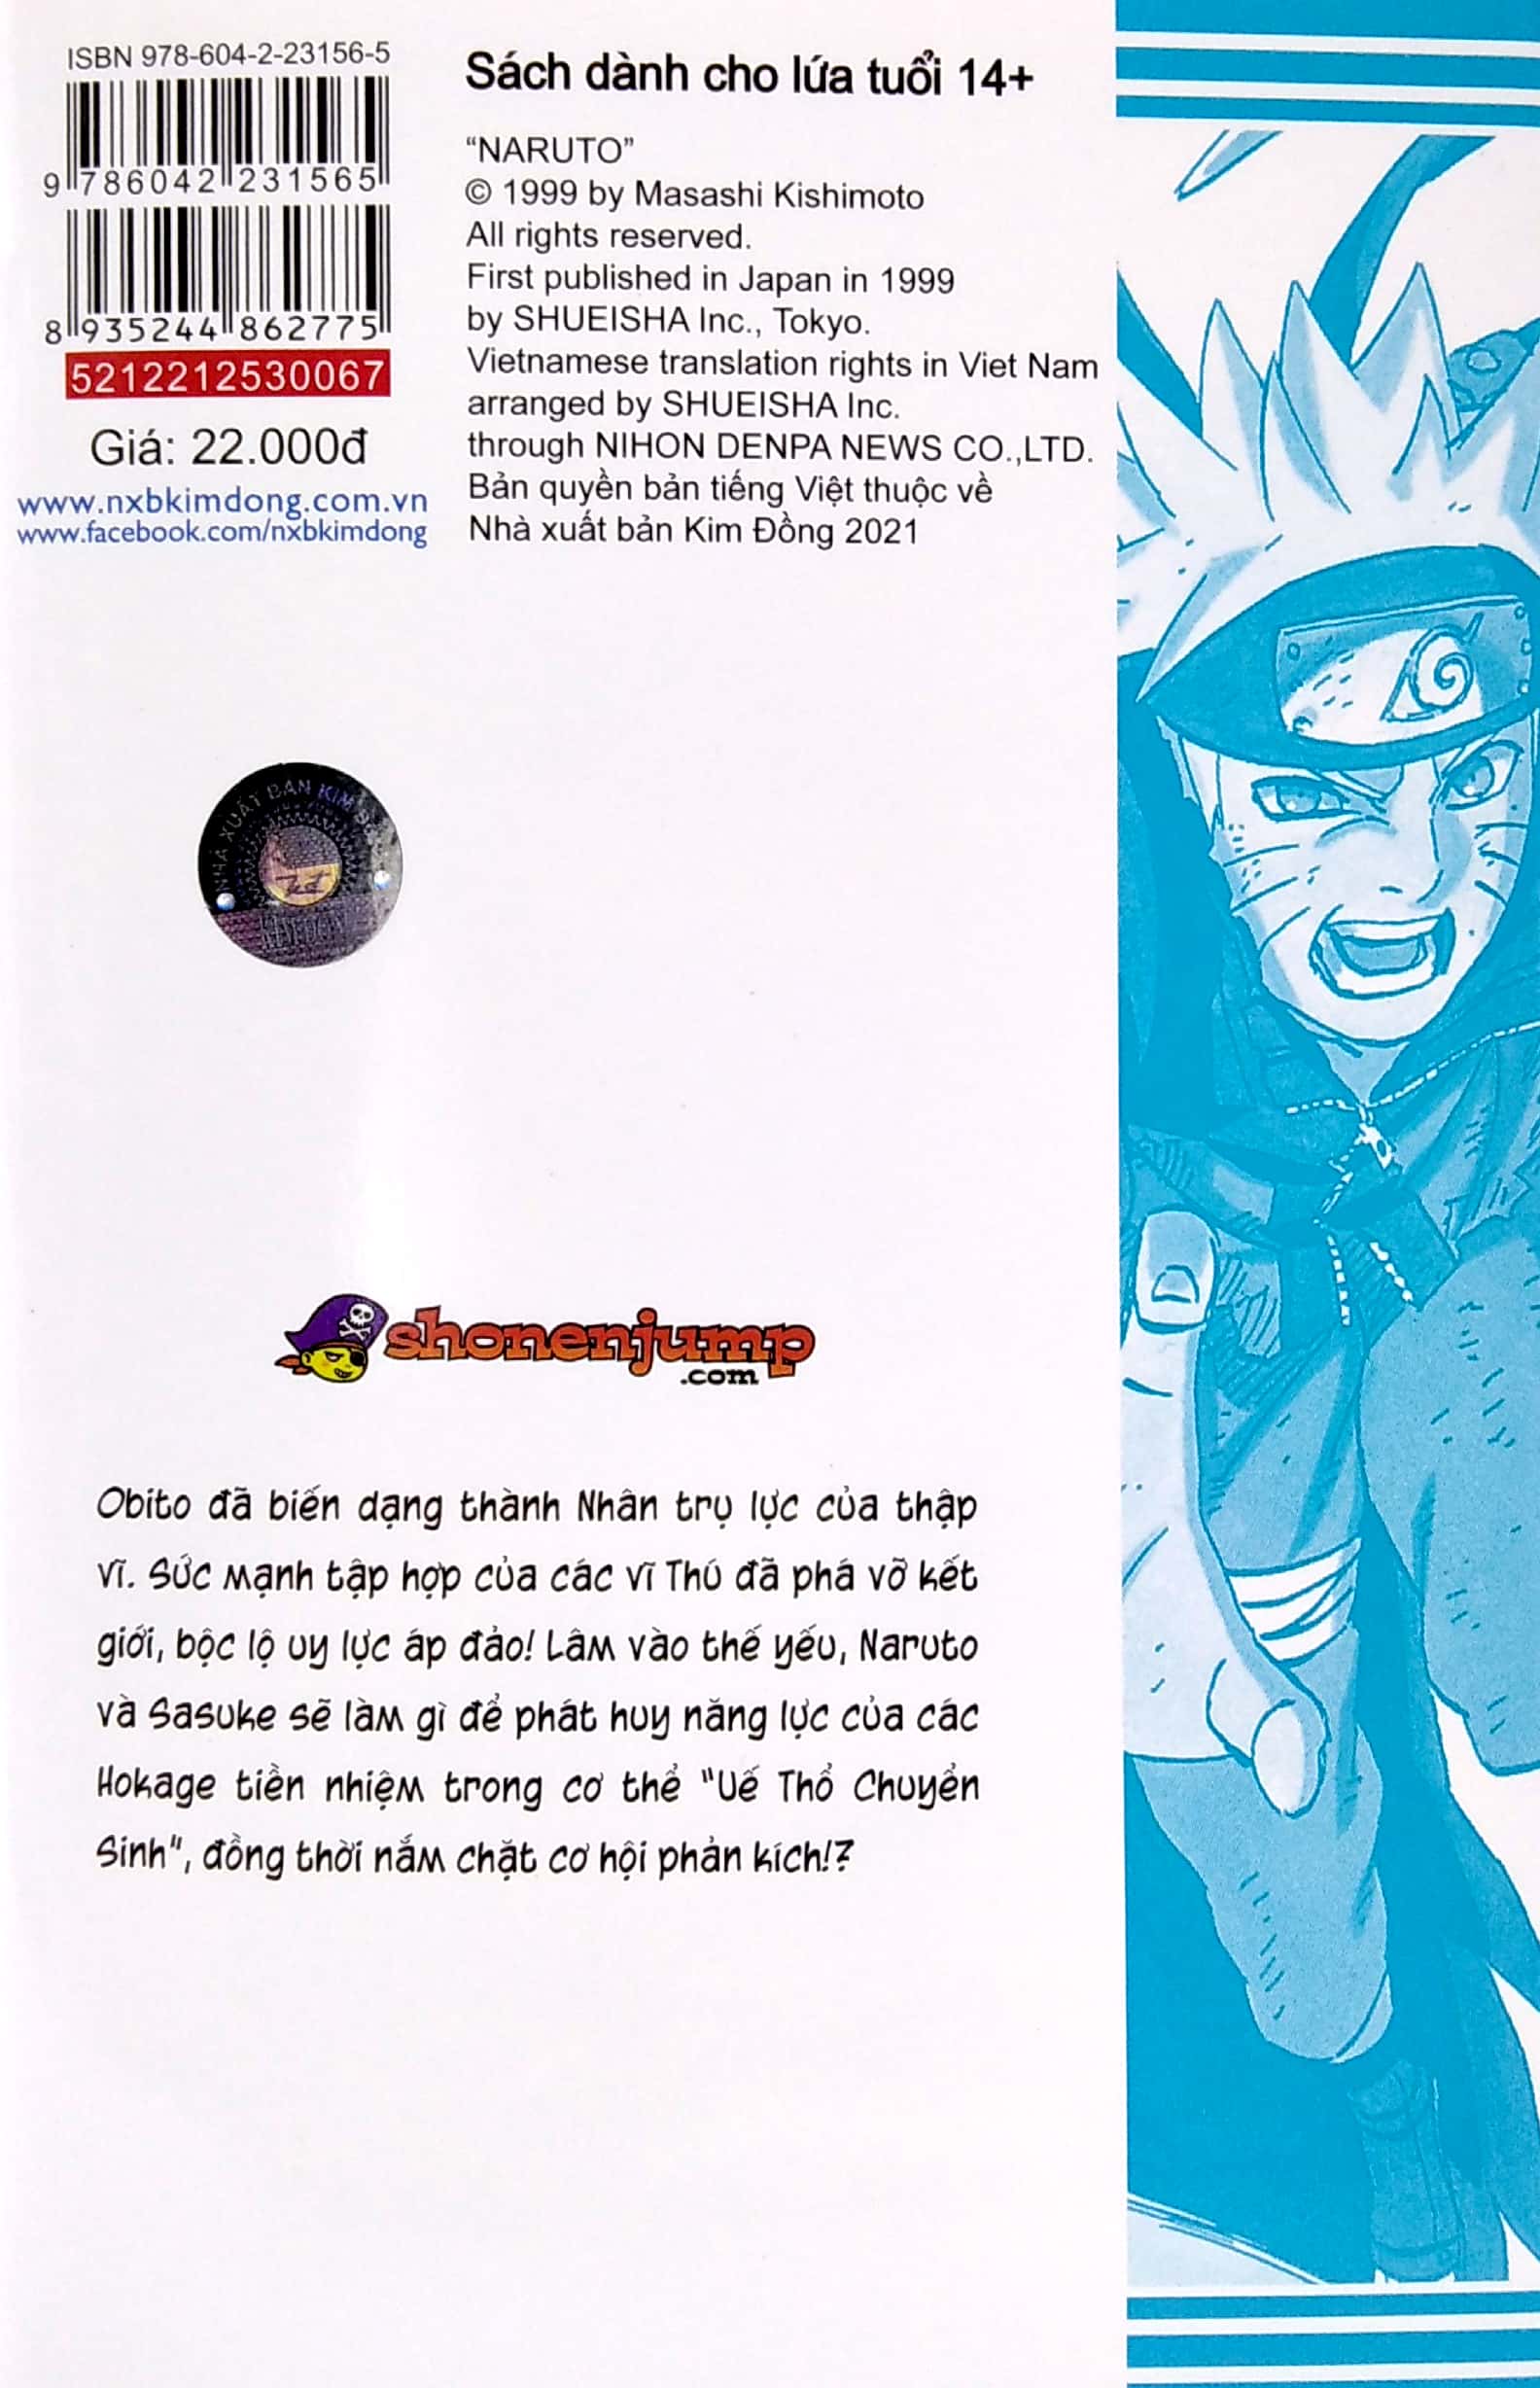 ISBN 978-604-2-23156-5
9 786042 231565
8 935244 862775
5212212530067
Giá: 22.000đ
www.nxbkimdong.com.vn
www.facebook.com/nxbkimdong
Sách dành cho lứa tuổi 14+
“NARUTO”
© 1999 by Masashi Kishimoto
All rights reserved.
First published in Japan in 1999
by SHUEISHA Inc., Tokyo.
Vietnamese translation rights in Viet Nam
arranged by SHUEISHA Inc.
through NIHON DENPA NEWS CO.,LTD.
Bản quyền bản tiếng Việt thuộc về
Nhà xuất bản Kim Đồng 2021
NHÀ XUẤT BẢN KIM
shonenjump
.com
Obito đã biến dạng thành Nhân trụ lực của thập
vĩ. Sức mạnh tập hợp của các vĩ Thú đã phá vỡ kết
giới, bộc lộ uy lực áp đảo! Lâm vào thế yếu, Naruto
và Sasuke sẽ làm gì để phát huy năng lực của các
Hokage tiền nhiệm trong cơ thể "Uế Thổ Chuyển
Sinh", đồng thời nắm chặt cơ hội phản kích!?